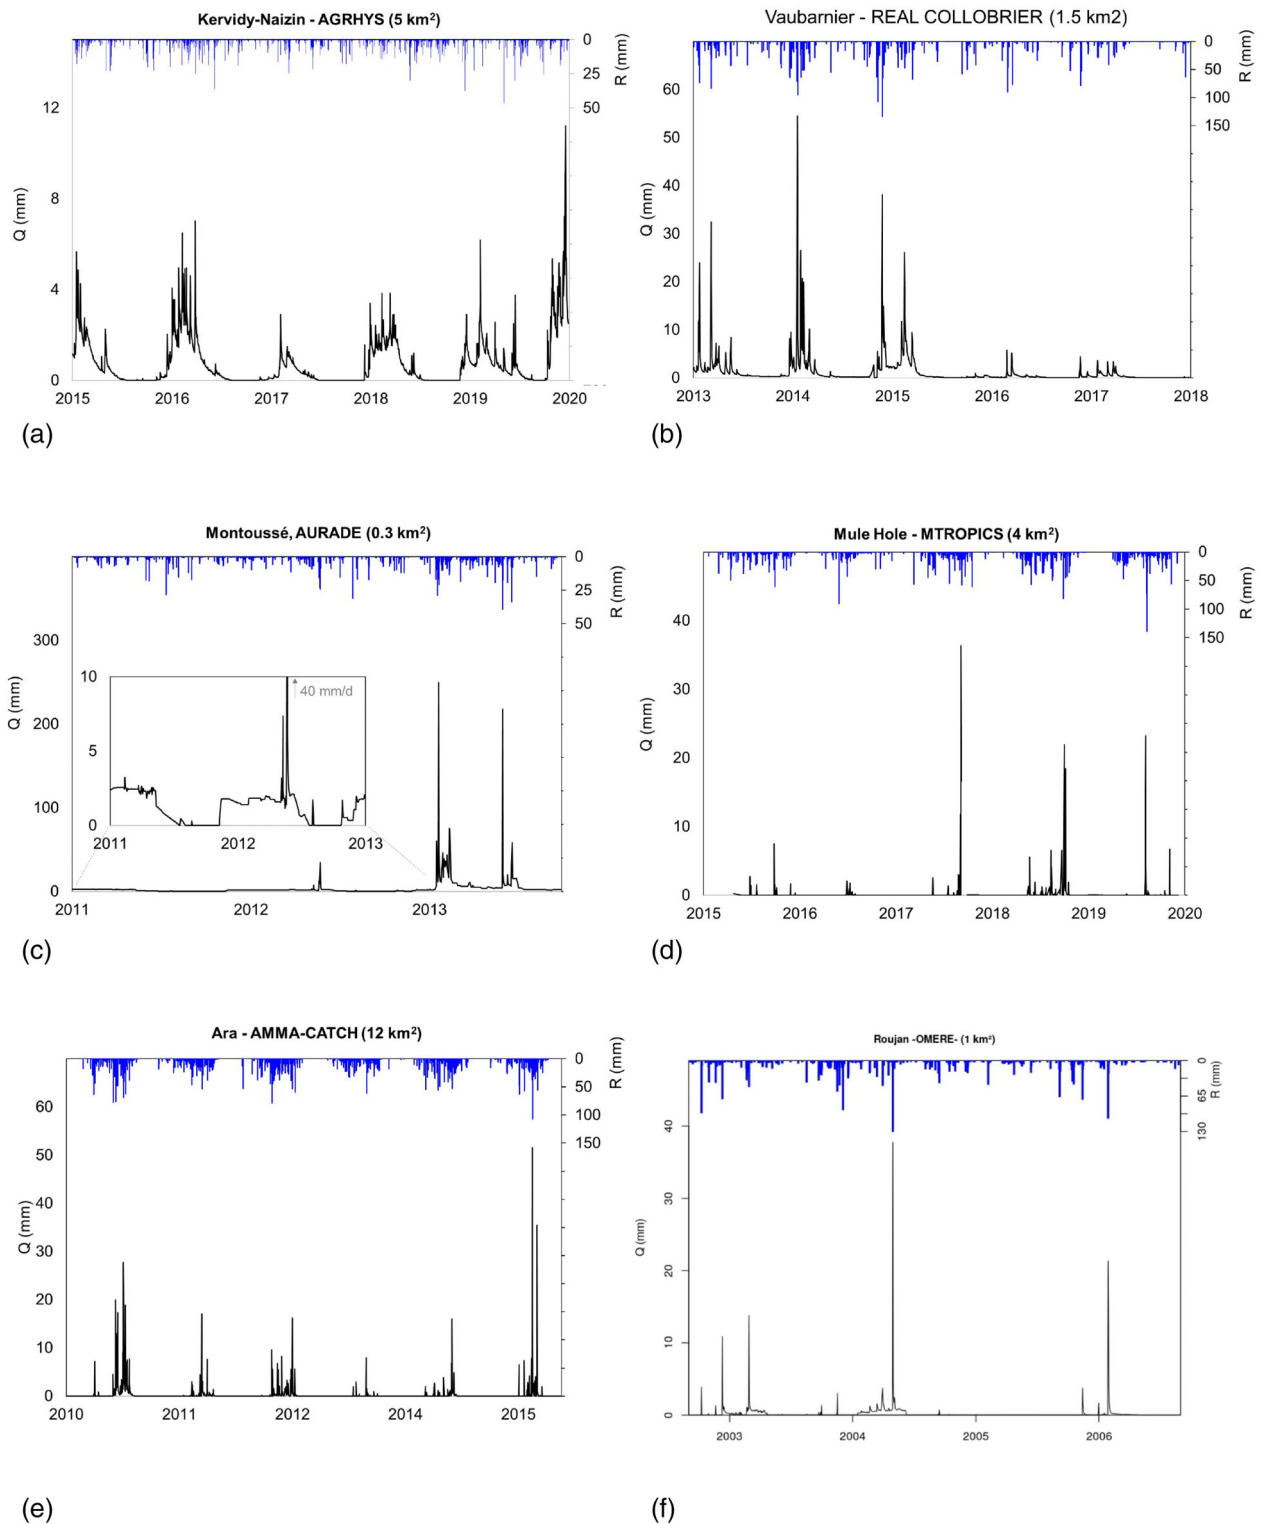 Kervidy-Naizin - AGRHYS (5 km²)
0
25
50
R (mm)
12
8
4
0
Q (mm)
2015 2016 2017 2018 2019 2020
(a)
Vaubarnier - REAL COLLOBRIER (1.5 km2)
0
50
100
150
R (mm)
60
50
40
30
20
10
0
Q (mm)
2013 2014 2015 2016 2017 2018
(b)
Montoussé, AURADE (0.3 km²)
0
25
50
R (mm)
300
200
100
0
Q (mm)
10
5
0
40 mm/d
2011 2012 2013
2011 2012 2013
(c)
Mule Hole - MTROPICS (4 km²)
0
50
100
150
R (mm)
40
30
20
10
0
Q (mm)
2015 2016 2017 2018 2019 2020
(d)
Ara - AMMA-CATCH (12 km²)
0
50
100
150
R (mm)
60
50
40
30
20
10
0
Q (mm)
2010 2011 2012 2014 2015
(e)
Roujan -OMERE- (1 km²)
0
65
130
R (mm)
40
30
20
10
0
Q (mm)
2003 2004 2005 2006
(f)